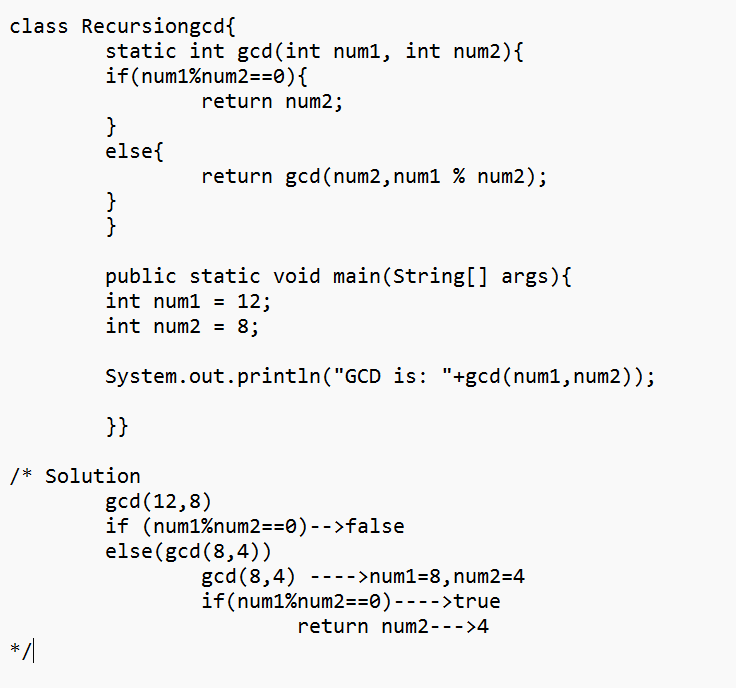 class Recursiongcd{
static int gcd(int num1, int num2){
if(num1%num2==0){
return num2;
}
else{
return gcd(num2,num1 % num2);
}
}
public static void main(String[] args){
int num1 = 12;
int num2 = 8;
System.out.println("GCD is: "+gcd(num1,num2));
}}
/* Solution
gcd(12,8)
if (num1%num2==0)-->false
else(gcd(8,4))
gcd(8,4) ---->num1=8,num2=4
if(num1%num2==0)---->true
return num2--->4
*/